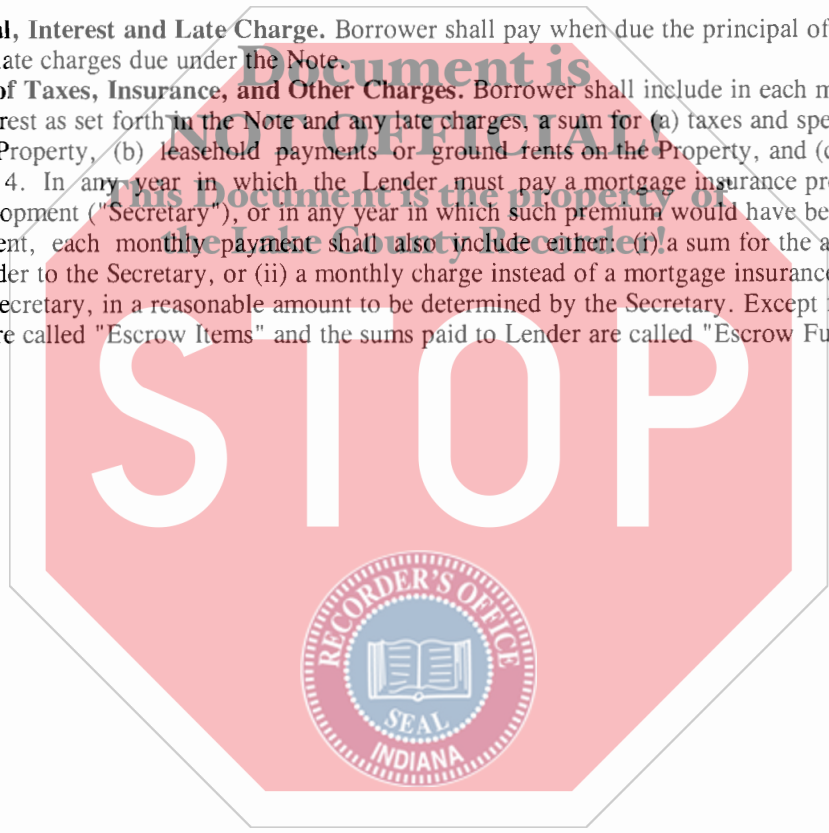 al, Interest and Late Charge. Borrower shall pay when due the principal of
late charges due under the Note.
Document is
of Taxes, Insurance, and Other Charges. Borrower shall include in each m
rest as set forth in the Note and any late charges, a sum for (a) taxes and spe
NOT OFFICIAL!
Property, (b) leasehold payments or ground rents on the Property, and (c
4. In any year in which the Lender must pay a mortgage insurance pre
This Document is the property of
opment ("Secretary"), or in any year in which such premium would have be
ent, each monthly payment shall also include either: (i) a sum for the a
the Lake County Recorder!
der to the Secretary, or (ii) a monthly charge instead of a mortgage insurance
ecretary, in a reasonable amount to be determined by the Secretary. Except
re called "Escrow Items" and the sums paid to Lender are called "Escrow Fu
STOP
RECORDER'S OFFICE
SEAL
INDIANA